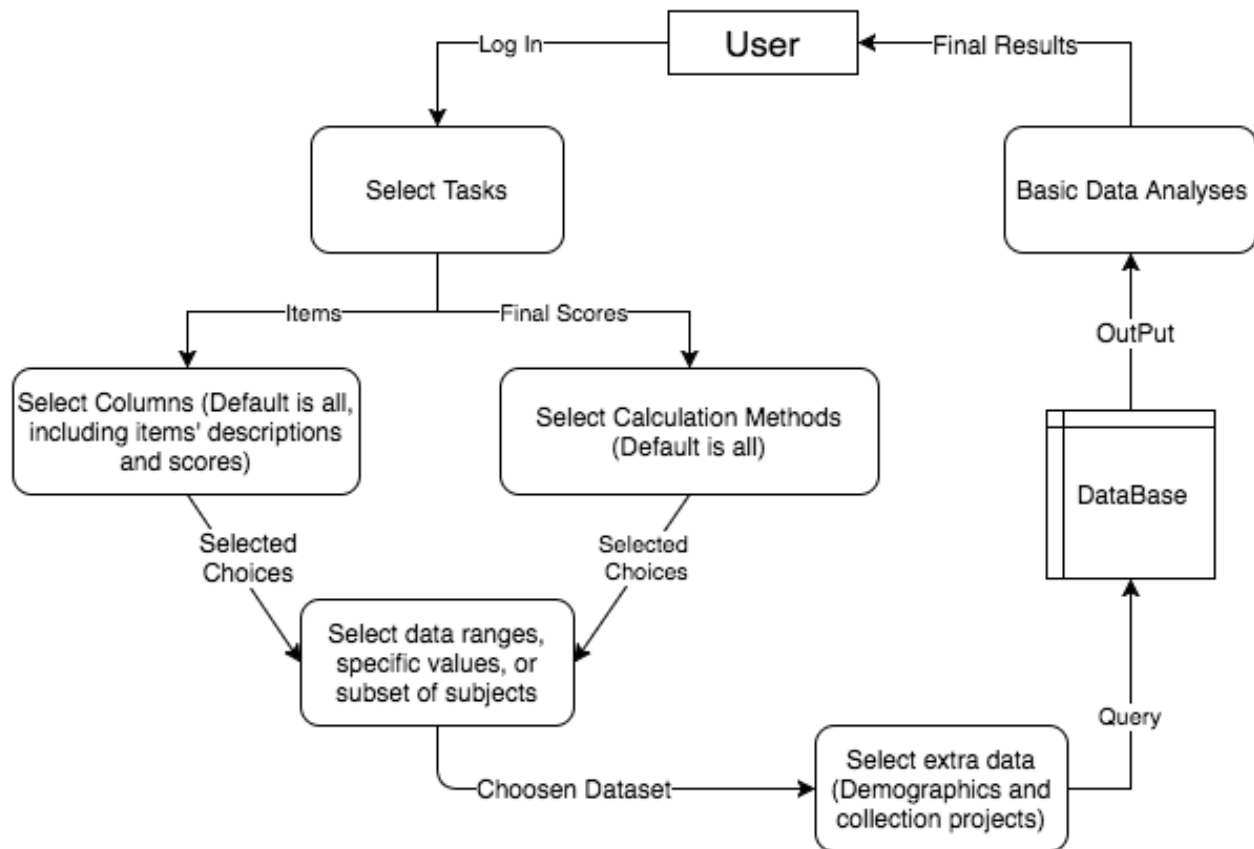 User
Log In
Final Results
Select Tasks
Basic Data Analyses
Items
Final Scores
OutPut
Select Columns (Default is all,
including items' descriptions
and scores)
Select Calculation Methods
(Default is all)
DataBase
Selected
Choices
Selected
Choices
Select data ranges,
specific values, or
subset of subjects
Query
Choosen Dataset
Select extra data
(Demographics and
collection projects)